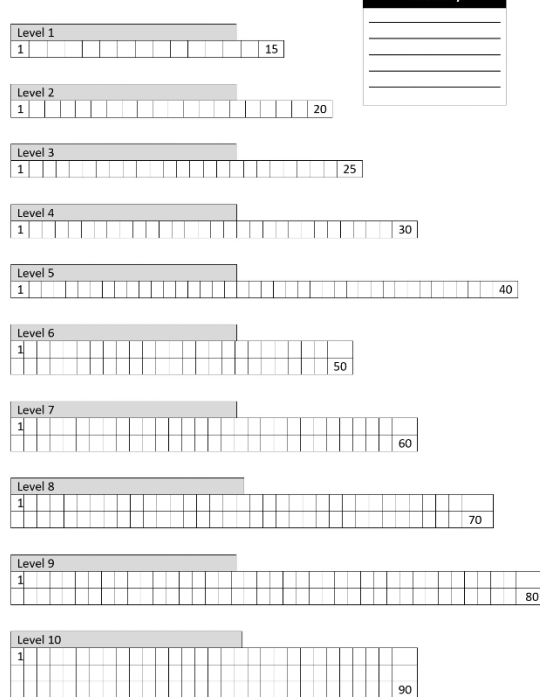 Level 1
1 15
Level 2
1 20
Level 3
1 25
Level 4
1 30
Level 5
1 40
Level 6
1
50
Level 7
1
60
Level 8
1
70
Level 9
1
80
Level 10
1
90